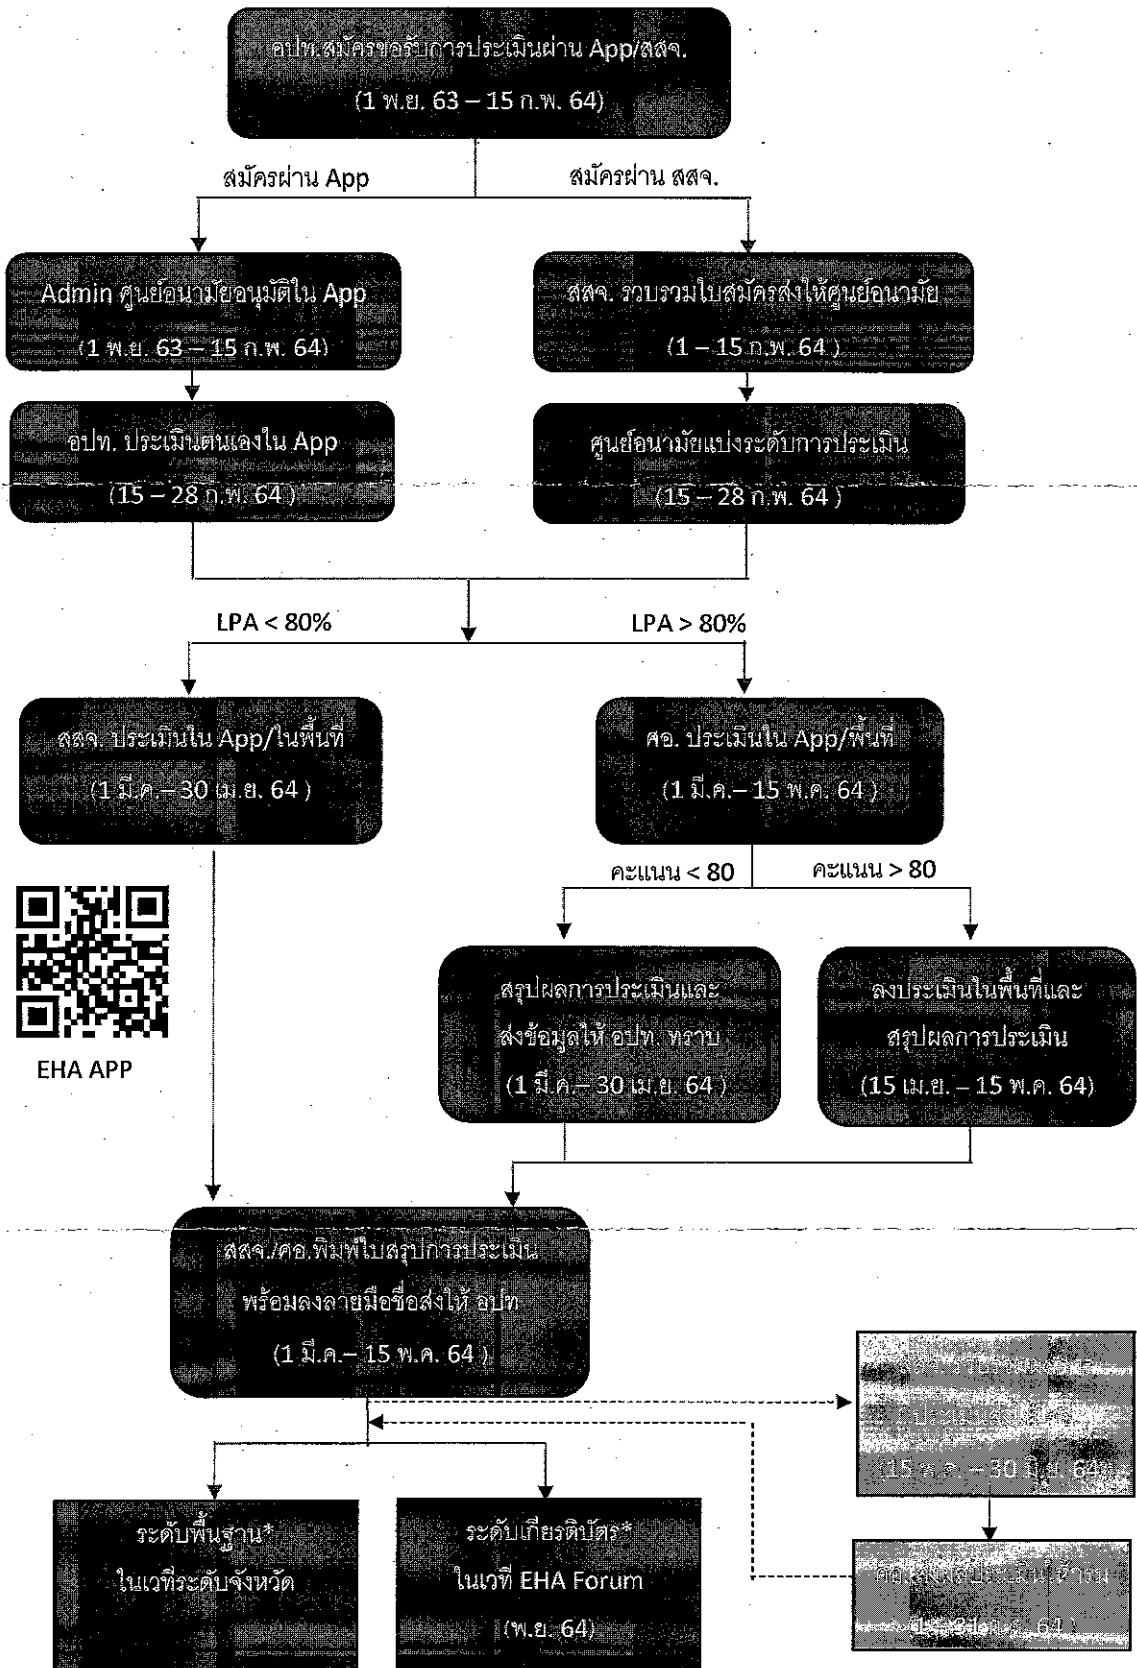 อปท.สมัครขอรับการประเมินผ่าน App/สสจ.
(1 พ.ย. 63 – 15 ก.พ. 64)
สมัครผ่าน App
สมัครผ่าน สสจ.
Admin ศูนย์อนามัยอนุมัติใน App
(1 พ.ย. 63 – 15 ก.พ. 64)
สสจ. รวบรวมใบสมัครส่งให้ศูนย์อนามัย
(1 – 15 ก.พ. 64 )
อปท. ประเมินตนเองใน App
(15 – 28 ก.พ. 64 )
ศูนย์อนามัยแบ่งระดับการประเมิน
(15 – 28 ก.พ. 64 )
LPA < 80%
LPA > 80%
สสจ. ประเมินใน App/ในพื้นที่
(1 มี.ค.– 30 เม.ย. 64 )
ศอ. ประเมินใน App/พื้นที่
(1 มี.ค.– 15 พ.ค. 64 )
คะแนน < 80
คะแนน > 80
สรุปผลการประเมินและ
ส่งข้อมูลให้ อปท. ทราบ
(1 มี.ค.– 30 เม.ย. 64 )
ลงประเมินในพื้นที่และ
สรุปผลการประเมิน
(15 เม.ย. – 15 พ.ค. 64)
EHA APP
สสจ./ศอ.พิมพ์ใบสรุปการประเมิน
พร้อมลงลายมือชื่อส่งให้ อปท
(1 มี.ค.– 15 พ.ค. 64 )
(15 พ.ค. – 30 มิ.ย. 64)
ระดับพื้นฐาน*
ในเวทีระดับจังหวัด
ระดับเกียรติบัตร*
ในเวที EHA Forum
(พ.ย. 64)
64 )